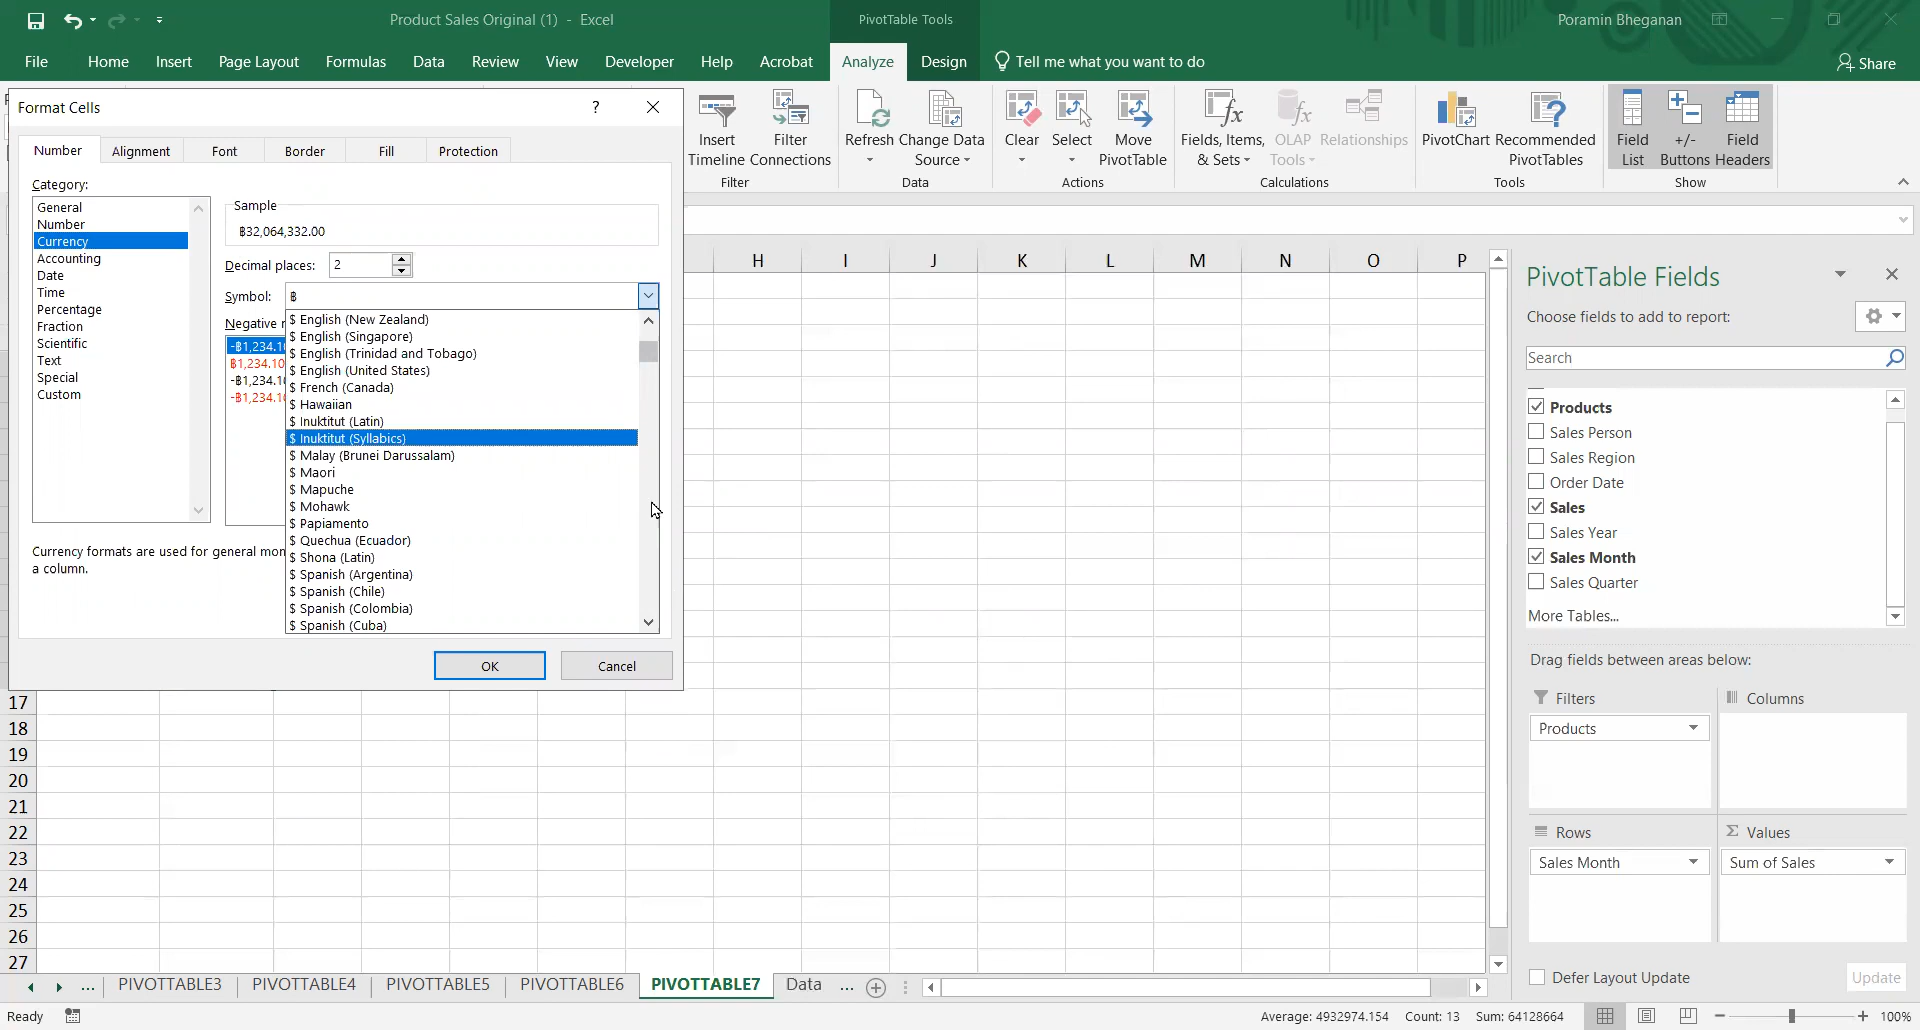 Product Sales Original (1) - Excel
PivotTable Tools
Poramin Bheganan
File Home Insert Page Layout Formulas Data Review View Developer Help Acrobat Analyze Design Tell me what you want to do Share
Insert Timeline
Filter Connections
Filter
Refresh
Change Data Source
Data
Clear
Select
Move PivotTable
Actions
Fields, Items, & Sets
OLAP Tools
Relationships
Calculations
PivotChart
Recommended PivotTables
Tools
Field List
+/- Buttons
Field Headers
Show
Format Cells
?
Number Alignment Font Border Fill Protection
Category:
General
Number
Currency
Accounting
Date
Time
Percentage
Fraction
Scientific
Text
Special
Custom
Sample
฿32,064,332.00
Decimal places: 2
Symbol: ฿
Negative
-฿1,234.10
฿1,234.10
-฿1,234.10
-฿1,234.10
$ English (New Zealand)
$ English (Singapore)
$ English (Trinidad and Tobago)
$ English (United States)
$ French (Canada)
$ Hawaiian
$ Inuktitut (Latin)
$ Inuktitut (Syllabics)
$ Malay (Brunei Darussalam)
$ Maori
$ Mapuche
$ Mohawk
$ Papiamento
$ Quechua (Ecuador)
$ Shona (Latin)
$ Spanish (Argentina)
$ Spanish (Chile)
$ Spanish (Colombia)
$ Spanish (Cuba)
Currency formats are used for general mon
a column.
OK Cancel
H I J K L M N O P
17
18
19
20
21
22
23
24
25
26
27
PivotTable Fields
Choose fields to add to report:
Search
Products
Sales Person
Sales Region
Order Date
Sales
Sales Year
Sales Month
Sales Quarter
More Tables...
Drag fields between areas below:
Filters
Products
Columns
Rows
Sales Month
Σ Values
Sum of Sales
Defer Layout Update Update
... PIVOTTABLE3 PIVOTTABLE4 PIVOTTABLE5 PIVOTTABLE6 PIVOTTABLE7 Data ...
Ready Average: 4932974.154 Count: 13 Sum: 64128664 100%